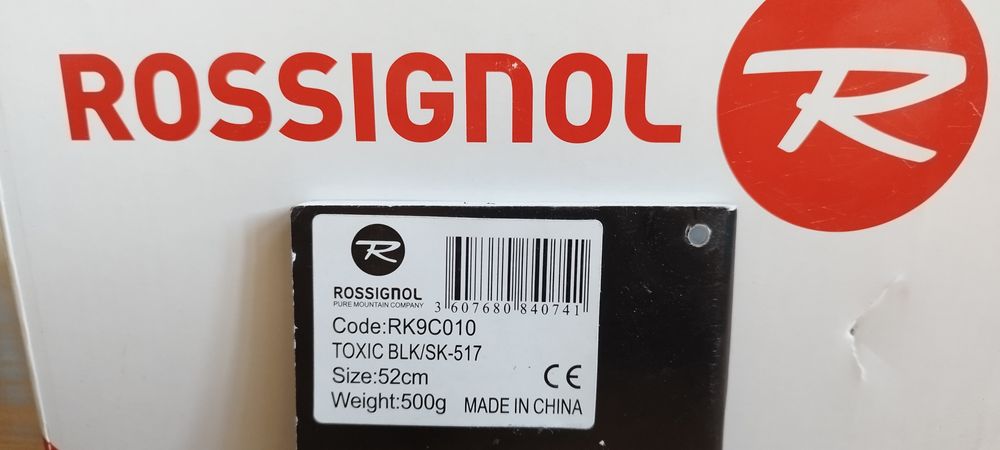 ROSSIGNOL R
R
ROSSIGNOL
PURE MOUNTAIN COMPANY
3 607680 840741
Code:RK9C010
TOXIC BLK/SK-517
Size:52cm
CE
Weight:500g MADE IN CHINA